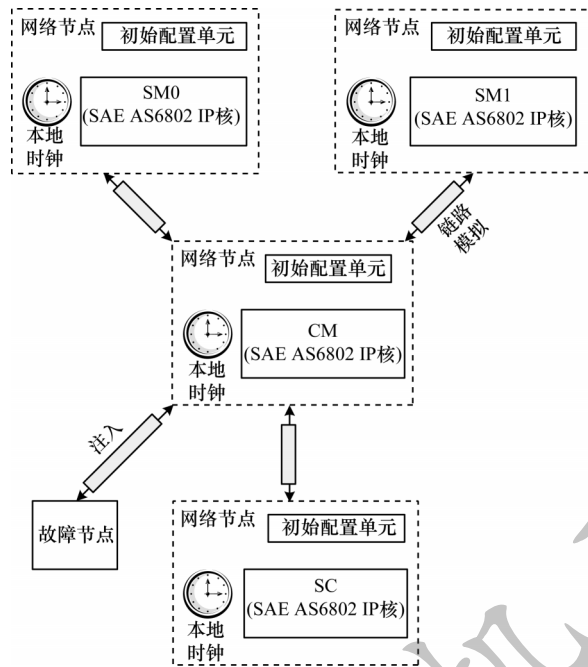 网络节点
初始配置单元
SM0
(SAE AS6802 IP核)
本地
时钟
网络节点
初始配置单元
SM1
(SAE AS6802 IP核)
本地
时钟
链路
模拟
网络节点
初始配置单元
CM
(SAE AS6802 IP核)
本地
时钟
注入
故障节点
网络节点
初始配置单元
SC
(SAE AS6802 IP核)
本地
时钟